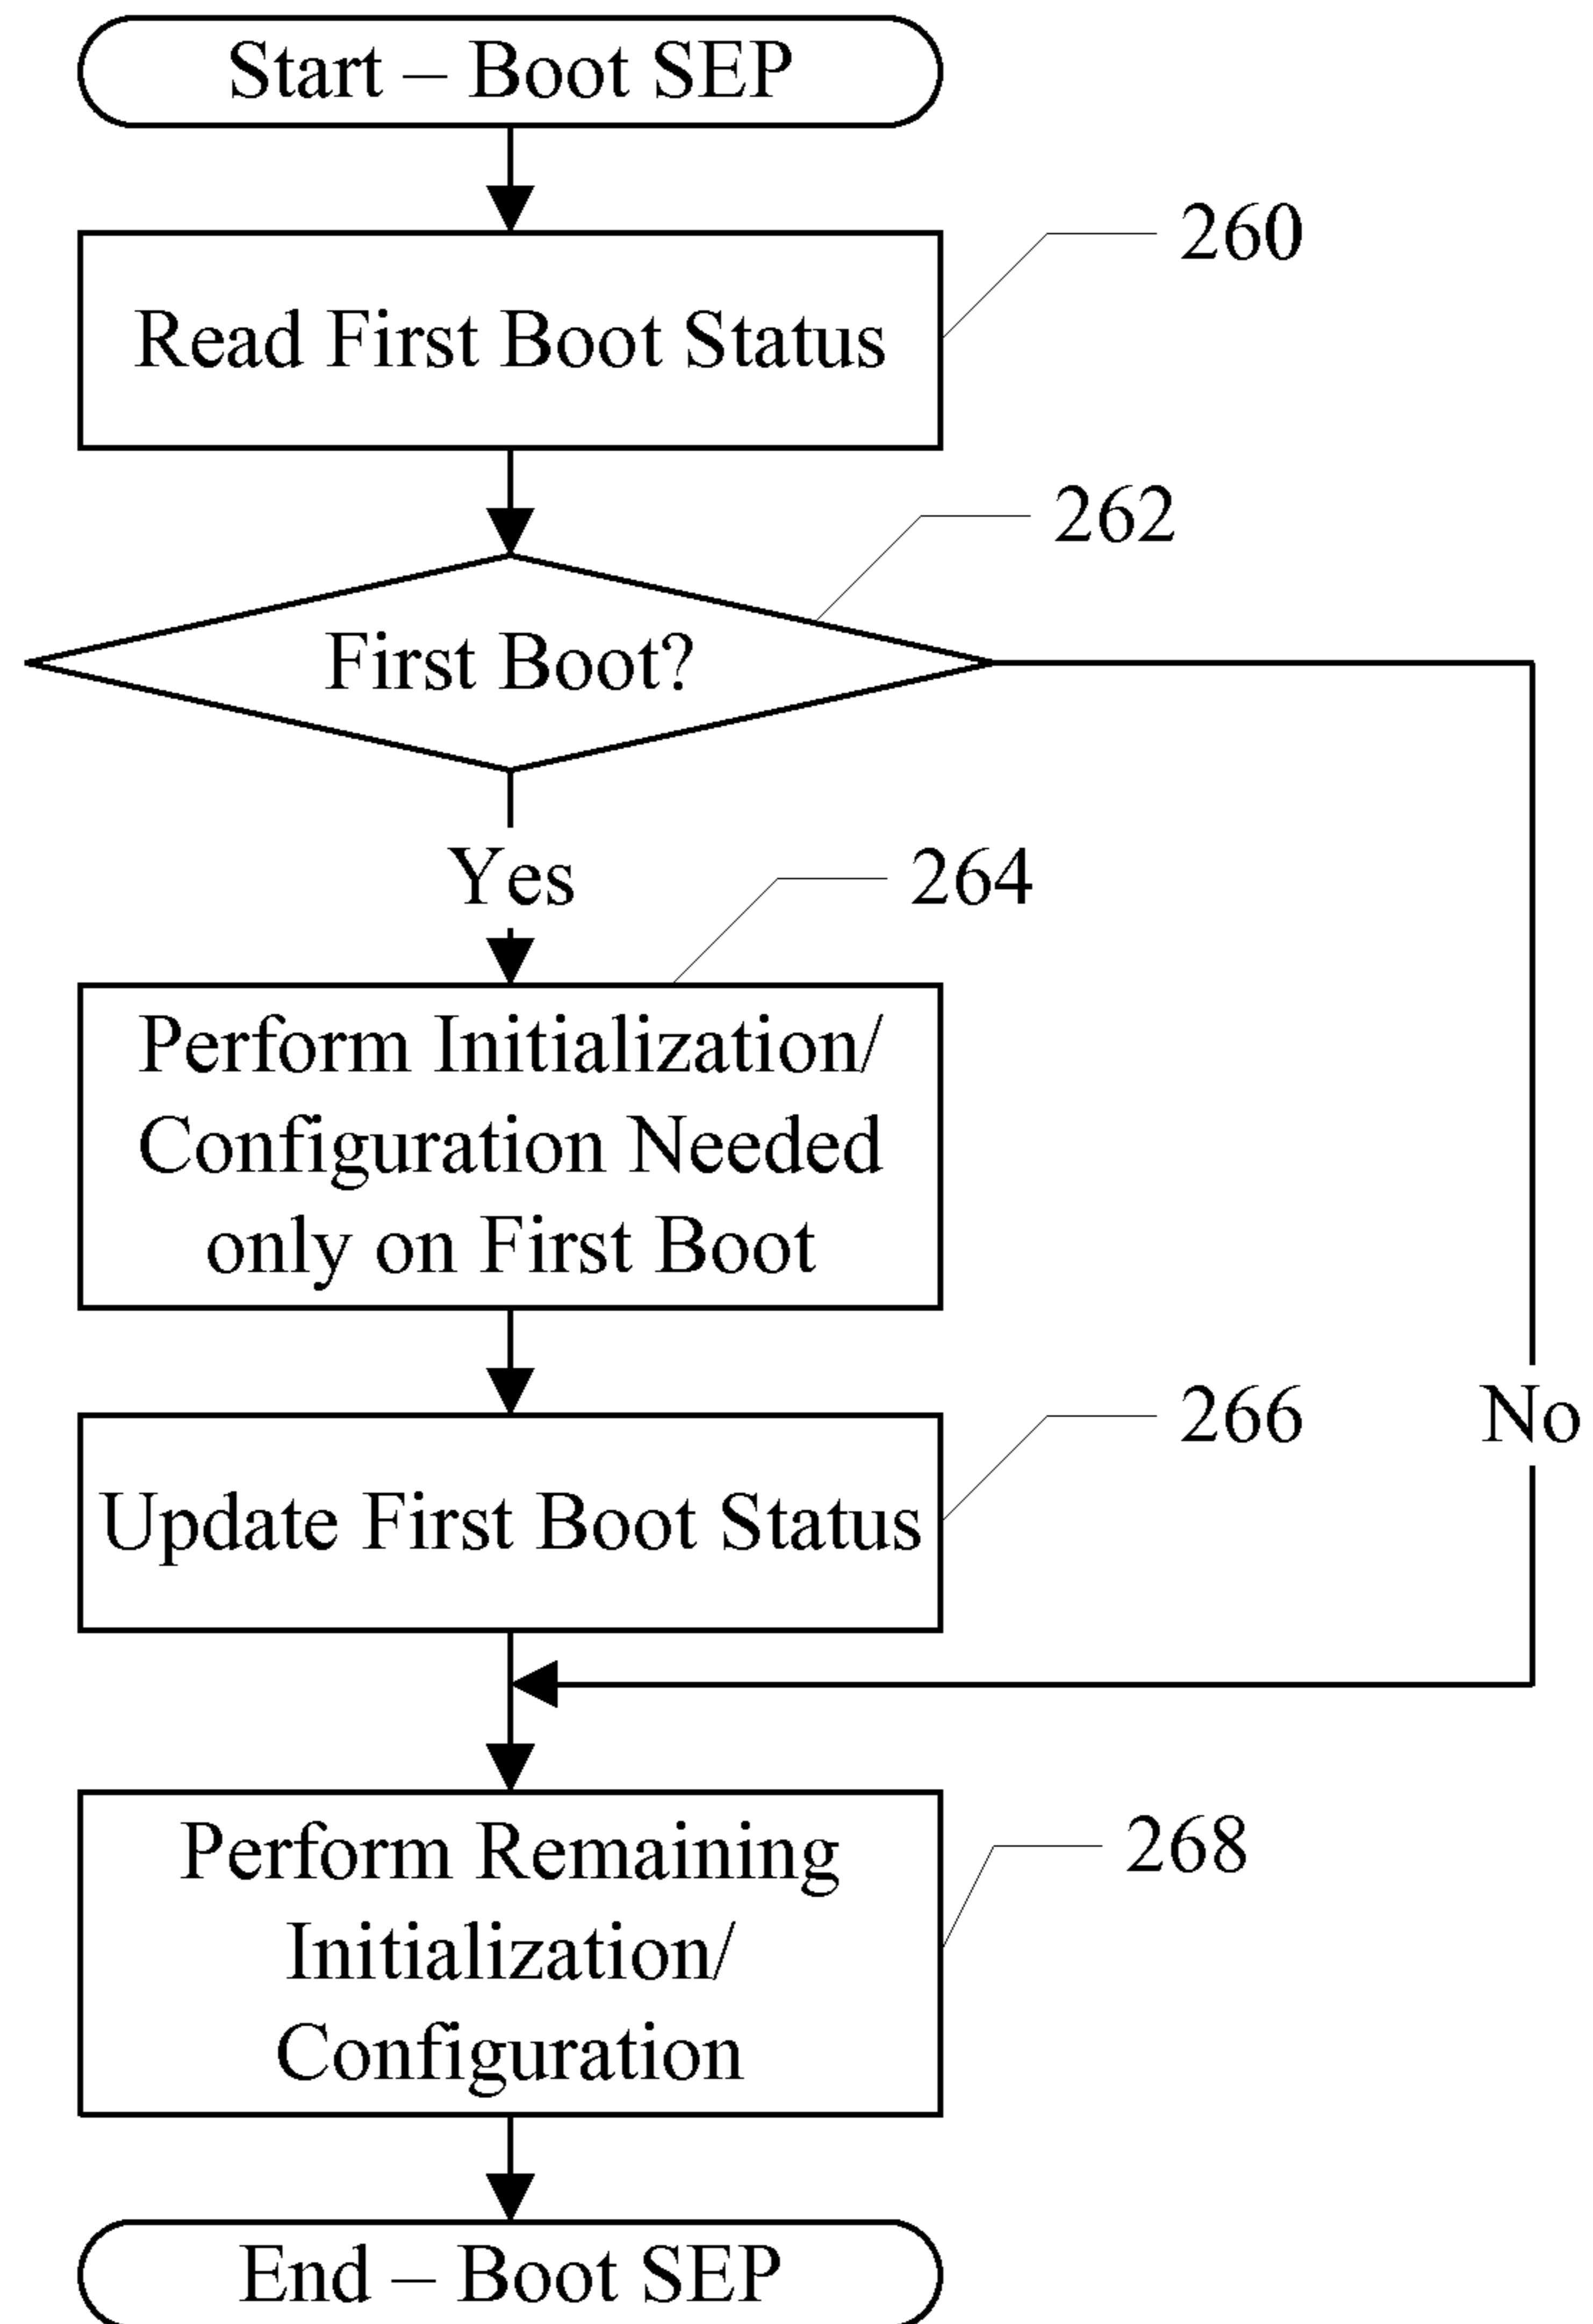 Start – Boot SEP
260
Read First Boot Status
262
First Boot?
Yes
264
Perform Initialization/
Configuration Needed
only on First Boot
266
No
Update First Boot Status
Perform Remaining
268
Initialization/
Configuration
End – Boot SEP